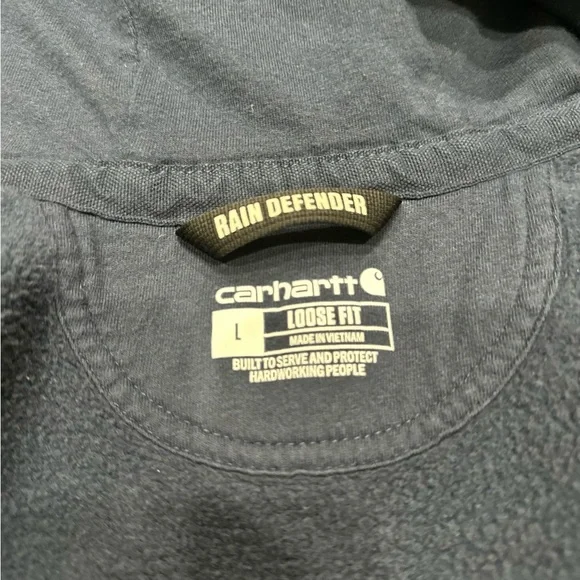 RAIN DEFENDER
carhartt
L LOOSE FIT
MADE IN VIETNAM
BUILT TO SERVE AND PROTECT
HARDWORKING PEOPLE